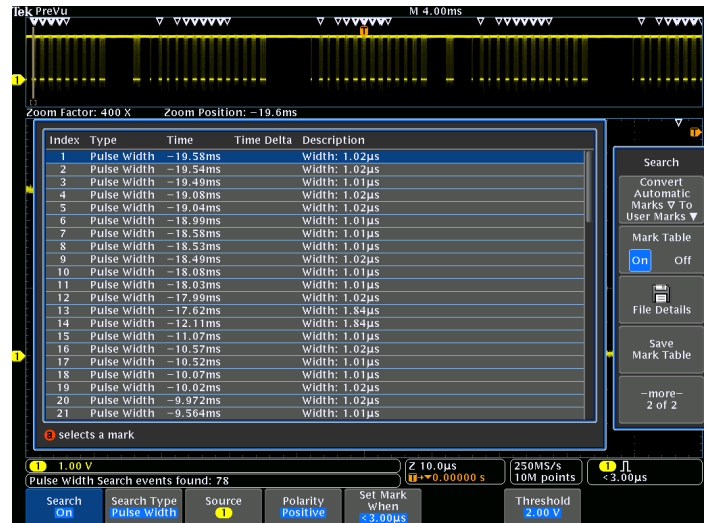 Tek PreVu M 4.00ms
T
1
Zoom Factor: 400 X Zoom Position: −19.6ms
Index Type Time Time Delta Description
1 Pulse Width −19.58ms Width: 1.02µs
2 Pulse Width −19.54ms Width: 1.02µs
3 Pulse Width −19.49ms Width: 1.01µs
4 Pulse Width −19.08ms Width: 1.02µs
5 Pulse Width −19.04ms Width: 1.02µs
6 Pulse Width −18.99ms Width: 1.01µs
7 Pulse Width −18.58ms Width: 1.01µs
8 Pulse Width −18.53ms Width: 1.01µs
9 Pulse Width −18.49ms Width: 1.02µs
10 Pulse Width −18.08ms Width: 1.01µs
11 Pulse Width −18.03ms Width: 1.01µs
12 Pulse Width −17.99ms Width: 1.02µs
13 Pulse Width −17.62ms Width: 1.84µs
14 Pulse Width −12.11ms Width: 1.84µs
15 Pulse Width −11.07ms Width: 1.01µs
16 Pulse Width −10.57ms Width: 1.02µs
17 Pulse Width −10.52ms Width: 1.01µs
18 Pulse Width −10.07ms Width: 1.01µs
19 Pulse Width −10.02ms Width: 1.02µs
20 Pulse Width −9.972ms Width: 1.02µs
21 Pulse Width −9.564ms Width: 1.01µs
a selects a mark
T
Search
Convert
Automatic
Marks ▽ To
User Marks ▼
Mark Table
On Off
File Details
Save
Mark Table
−more−
2 of 2
1
1 1.00 V
Z 10.0µs
T→▾0.00000 s
250MS/s
10M points
1
<3.00µs
Pulse Width Search events found: 78
Search
On
Search Type
Pulse Width
Source
1
Polarity
Positive
Set Mark
When
<3.00µs
Threshold
2.00 V